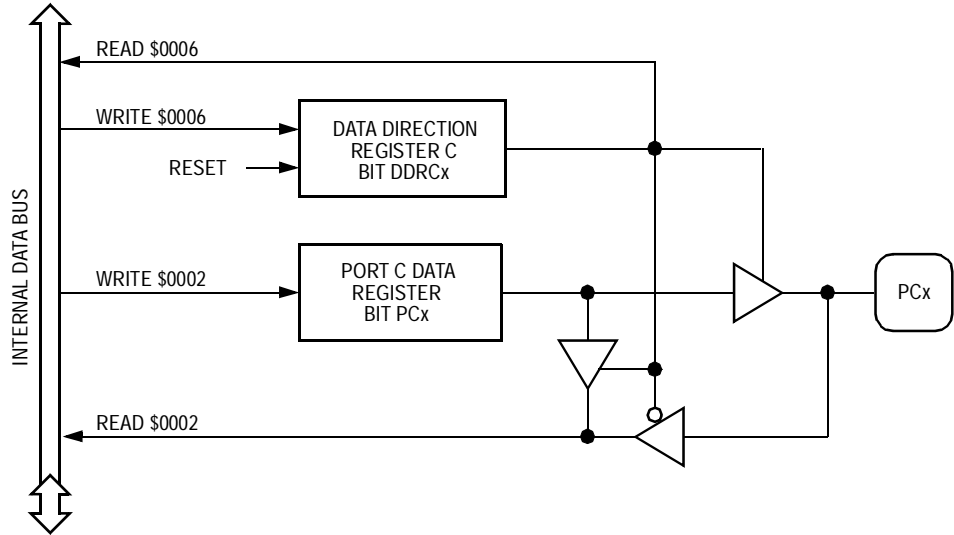 READ $0006
WRITE $0006
DATA DIRECTION
REGISTER C
BIT DDRCx
RESET
INTERNAL DATA BUS
WRITE $0002
PORT C DATA
REGISTER
BIT PCx
PCx
READ $0002